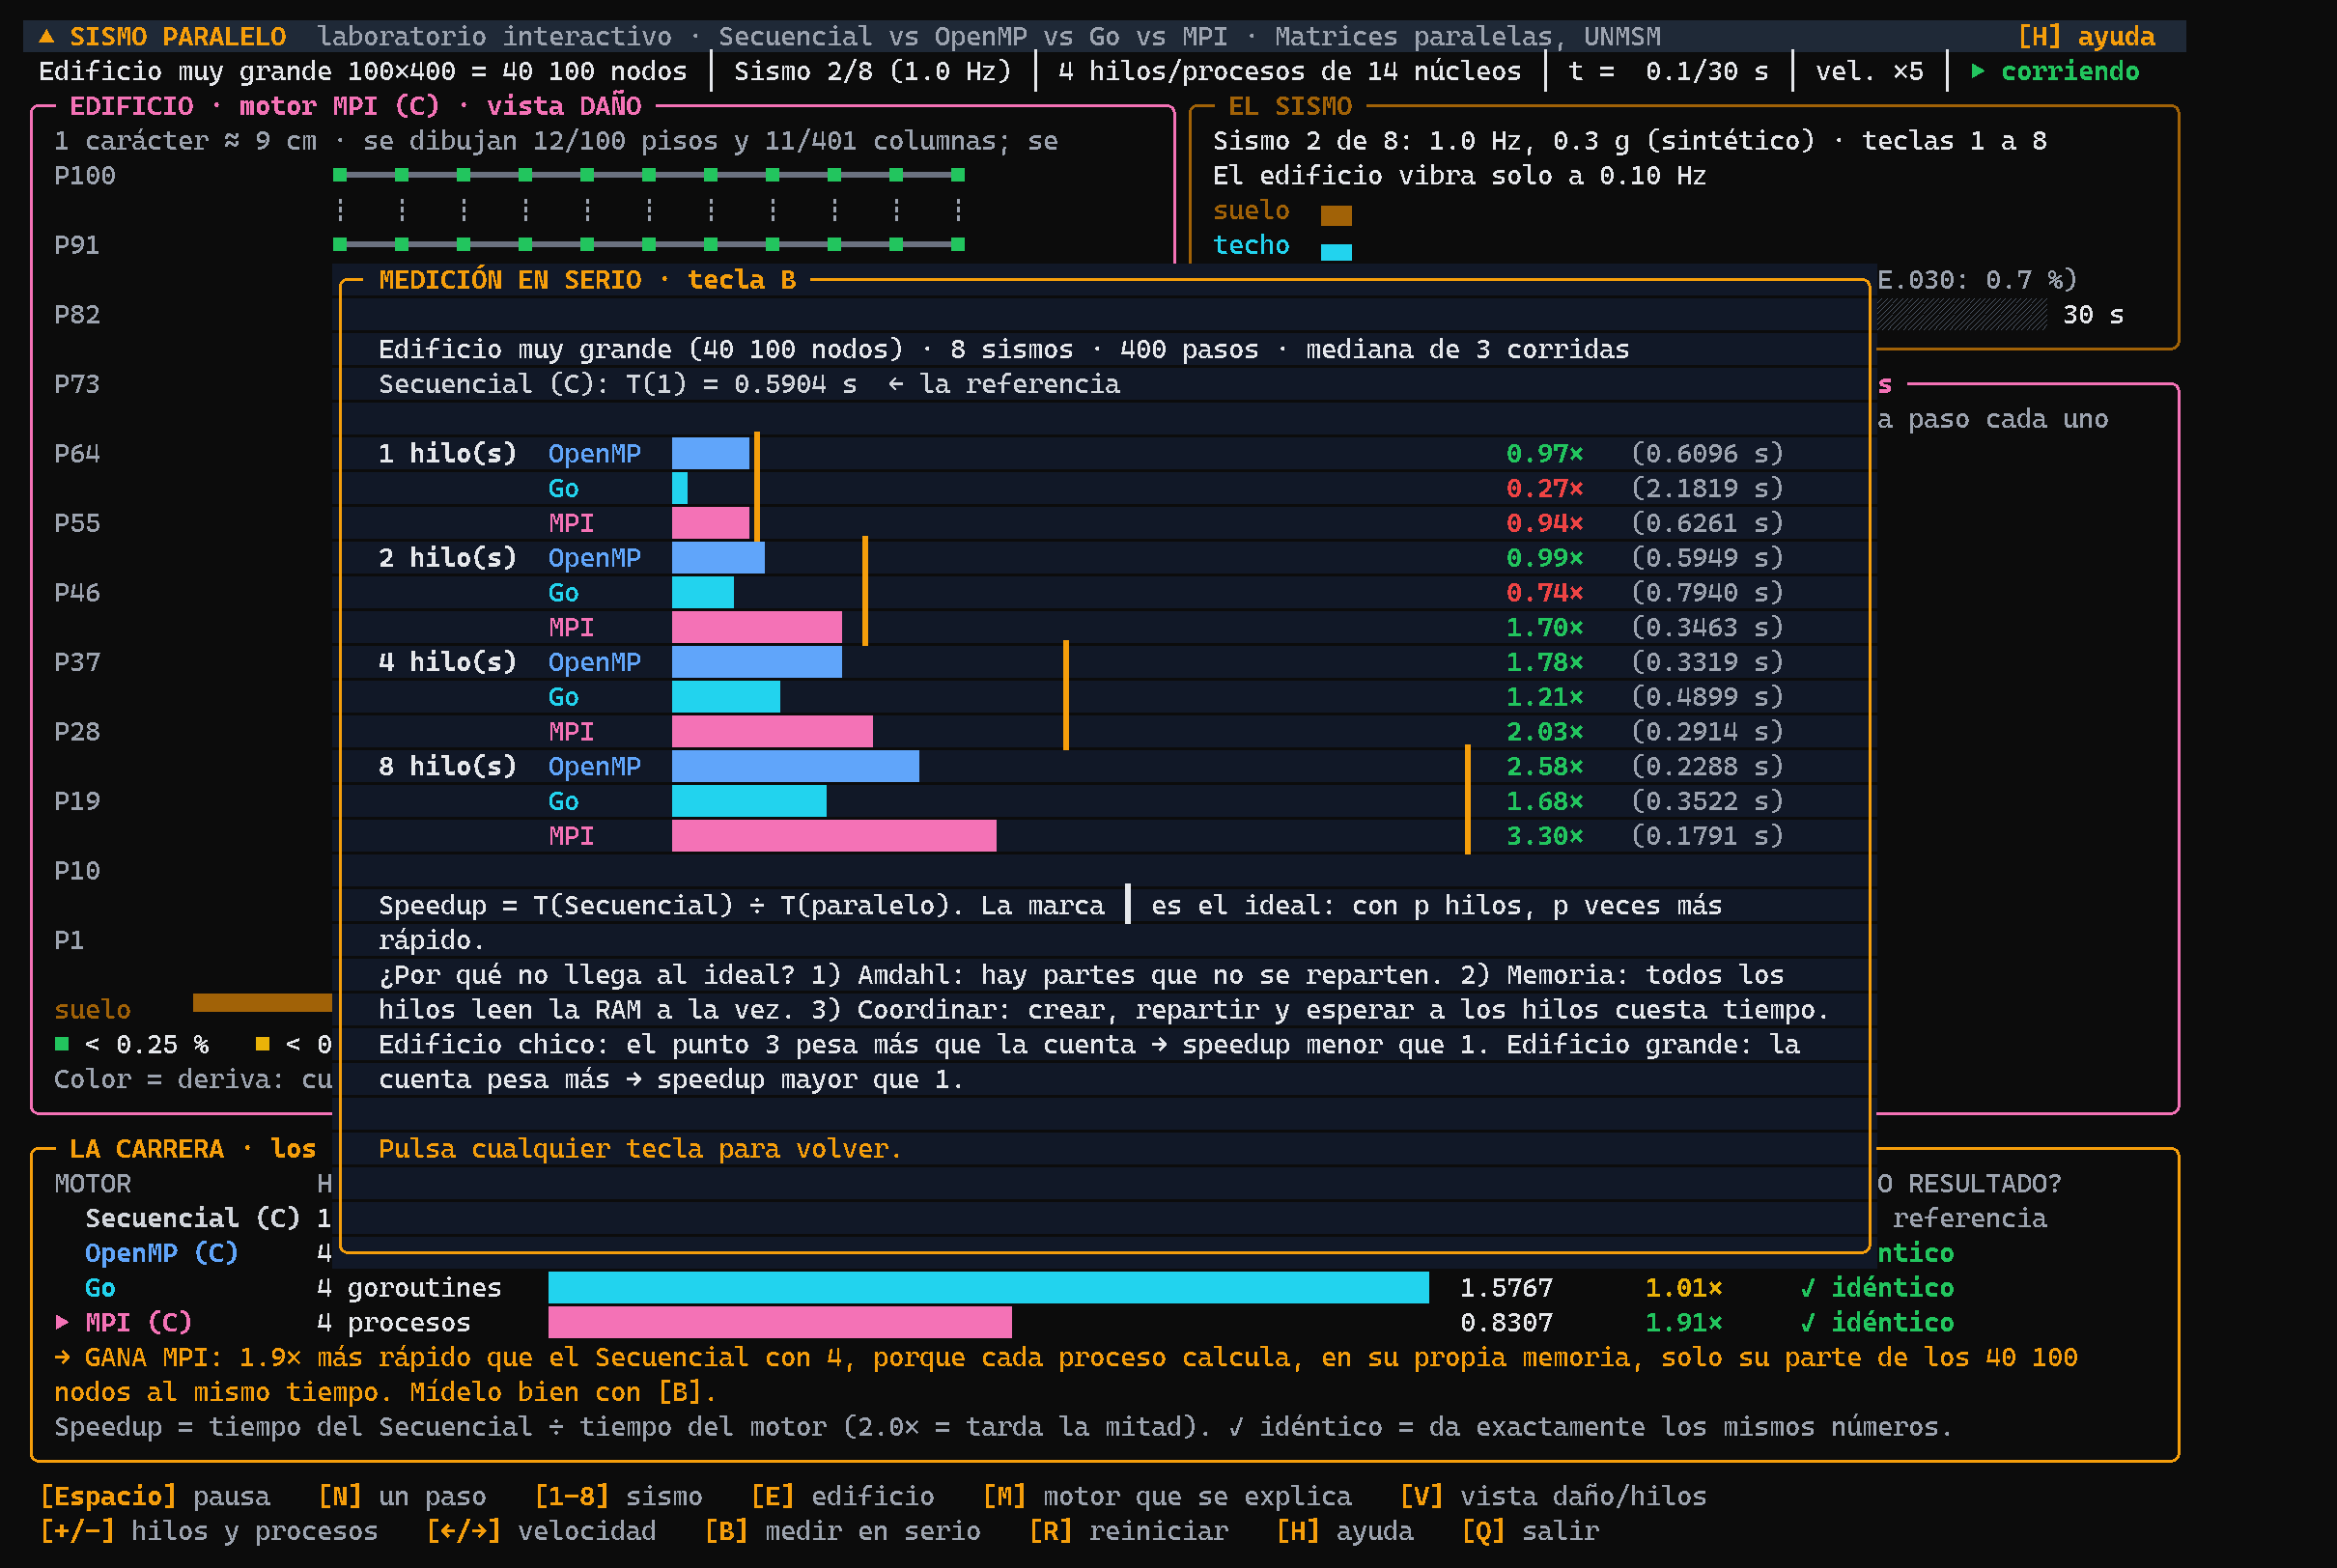 ▲ SISMO PARALELO laboratorio interactivo · Secuencial vs OpenMP vs Go vs MPI · Matrices paralelas, UNMSM [H] ayuda
Edificio muy grande 100×400 = 40 100 nodos │ Sismo 2/8 (1.0 Hz) │ 4 hilos/procesos de 14 núcleos │ t = 0.1/30 s │ vel. ×5 │ ▶ corriendo
EDIFICIO · motor MPI (C) · vista DAÑO
1 carácter ≈ 9 cm · se dibujan 12/100 pisos y 11/401 columnas; se
P100
P91
P82
P73
P64
P55
P46
P37
P28
P19
P10
P1
suelo
■ < 0.25 % ■ < 0
Color = deriva: cu
EL SISMO
Sismo 2 de 8: 1.0 Hz, 0.3 g (sintético) · teclas 1 a 8
El edificio vibra solo a 0.10 Hz
suelo
techo
E.030: 0.7 %)
30 s
s
a paso cada uno
MEDICIÓN EN SERIO · tecla B
Edificio muy grande (40 100 nodos) · 8 sismos · 400 pasos · mediana de 3 corridas
Secuencial (C): T(1) = 0.5904 s ← la referencia
1 hilo(s) OpenMP 0.97× (0.6096 s)
Go 0.27× (2.1819 s)
MPI 0.94× (0.6261 s)
2 hilo(s) OpenMP 0.99× (0.5949 s)
Go 0.74× (0.7940 s)
MPI 1.70× (0.3463 s)
4 hilo(s) OpenMP 1.78× (0.3319 s)
Go 1.21× (0.4899 s)
MPI 2.03× (0.2914 s)
8 hilo(s) OpenMP 2.58× (0.2288 s)
Go 1.68× (0.3522 s)
MPI 3.30× (0.1791 s)
Speedup = T(Secuencial) ÷ T(paralelo). La marca ┃ es el ideal: con p hilos, p veces más
rápido.
¿Por qué no llega al ideal? 1) Amdahl: hay partes que no se reparten. 2) Memoria: todos los
hilos leen la RAM a la vez. 3) Coordinar: crear, repartir y esperar a los hilos cuesta tiempo.
Edificio chico: el punto 3 pesa más que la cuenta → speedup menor que 1. Edificio grande: la
cuenta pesa más → speedup mayor que 1.
Pulsa cualquier tecla para volver.
LA CARRERA · los
MOTOR H O RESULTADO?
Secuencial (C) 1 referencia
OpenMP (C) 4 ntico
Go 4 goroutines 1.5767 1.01× ✓ idéntico
▶ MPI (C) 4 procesos 0.8307 1.91× ✓ idéntico
→ GANA MPI: 1.9× más rápido que el Secuencial con 4, porque cada proceso calcula, en su propia memoria, solo su parte de los 40 100
nodos al mismo tiempo. Mídelo bien con [B].
Speedup = tiempo del Secuencial ÷ tiempo del motor (2.0× = tarda la mitad). ✓ idéntico = da exactamente los mismos números.
[Espacio] pausa [N] un paso [1-8] sismo [E] edificio [M] motor que se explica [V] vista daño/hilos
[+/-] hilos y procesos [←/→] velocidad [B] medir en serio [R] reiniciar [H] ayuda [Q] salir